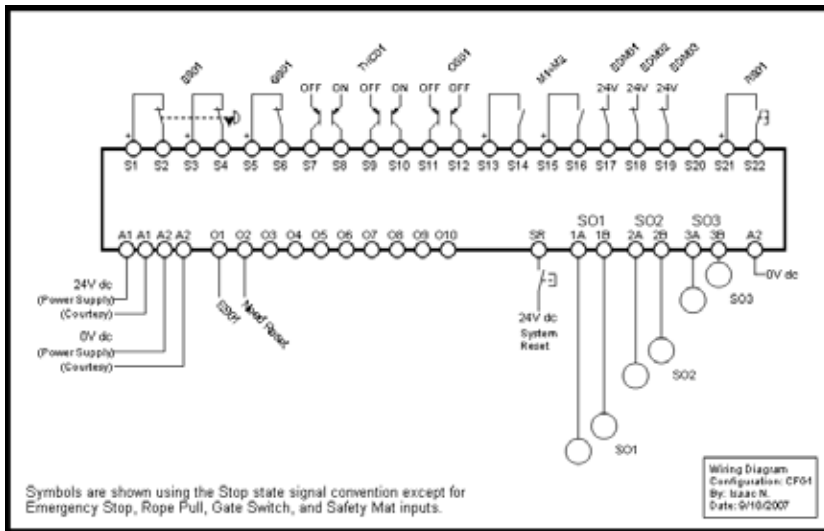 ES01 GS01 THC01 OS01 M1+M2 EDM01 EDM02 EDM03 RS01
OFF ON OFF ON OFF OFF 24V 24V 24V
+ + + + + +
S1 S2 S3 S4 S5 S6 S7 S8 S9 S10 S11 S12 S13 S14 S15 S16 S17 S18 S19 S20 S21 S22
SO1 SO2 SO3
A1 A1 A2 A2 O1 O2 O3 O4 O5 O6 O7 O8 O9 O10 SR 1A 1B 2A 2B 3A 3B A2
24V dc
(Power Supply)
(Courtesy)
0V dc
(Power Supply)
(Courtesy)
ES01
Need Reset
24V dc
System
Reset
0V dc
SO3
SO2
SO1
Symbols are shown using the Stop state signal convention except for
Emergency Stop, Rope Pull, Gate Switch, and Safety Mat inputs.
Wiring Diagram
Configuration: CFG1
By: Isaac N.
Date: 9/10/2007